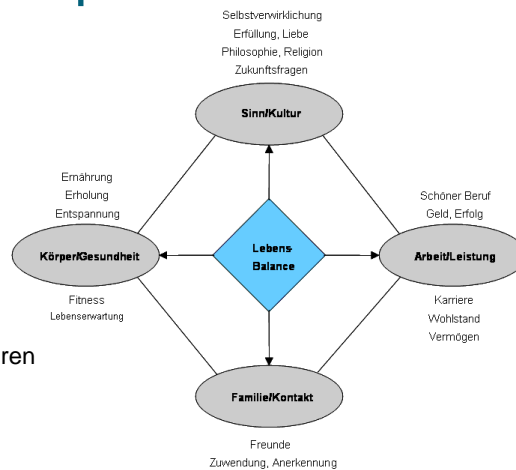 Selbstverwirklichung
Erfüllung, Liebe
Philosophie, Religion
Zukunftsfragen
Sinn/Kultur
Ernährung
Erholung
Entspannung
Körper/Gesundheit
Fitness
Lebenserwartung
Lebens-
Balance
Schöner Beruf
Geld, Erfolg
Arbeit/Leistung
Karriere
Wohlstand
Vermögen
Familie/Kontakt
Freunde
Zuwendung, Anerkennung